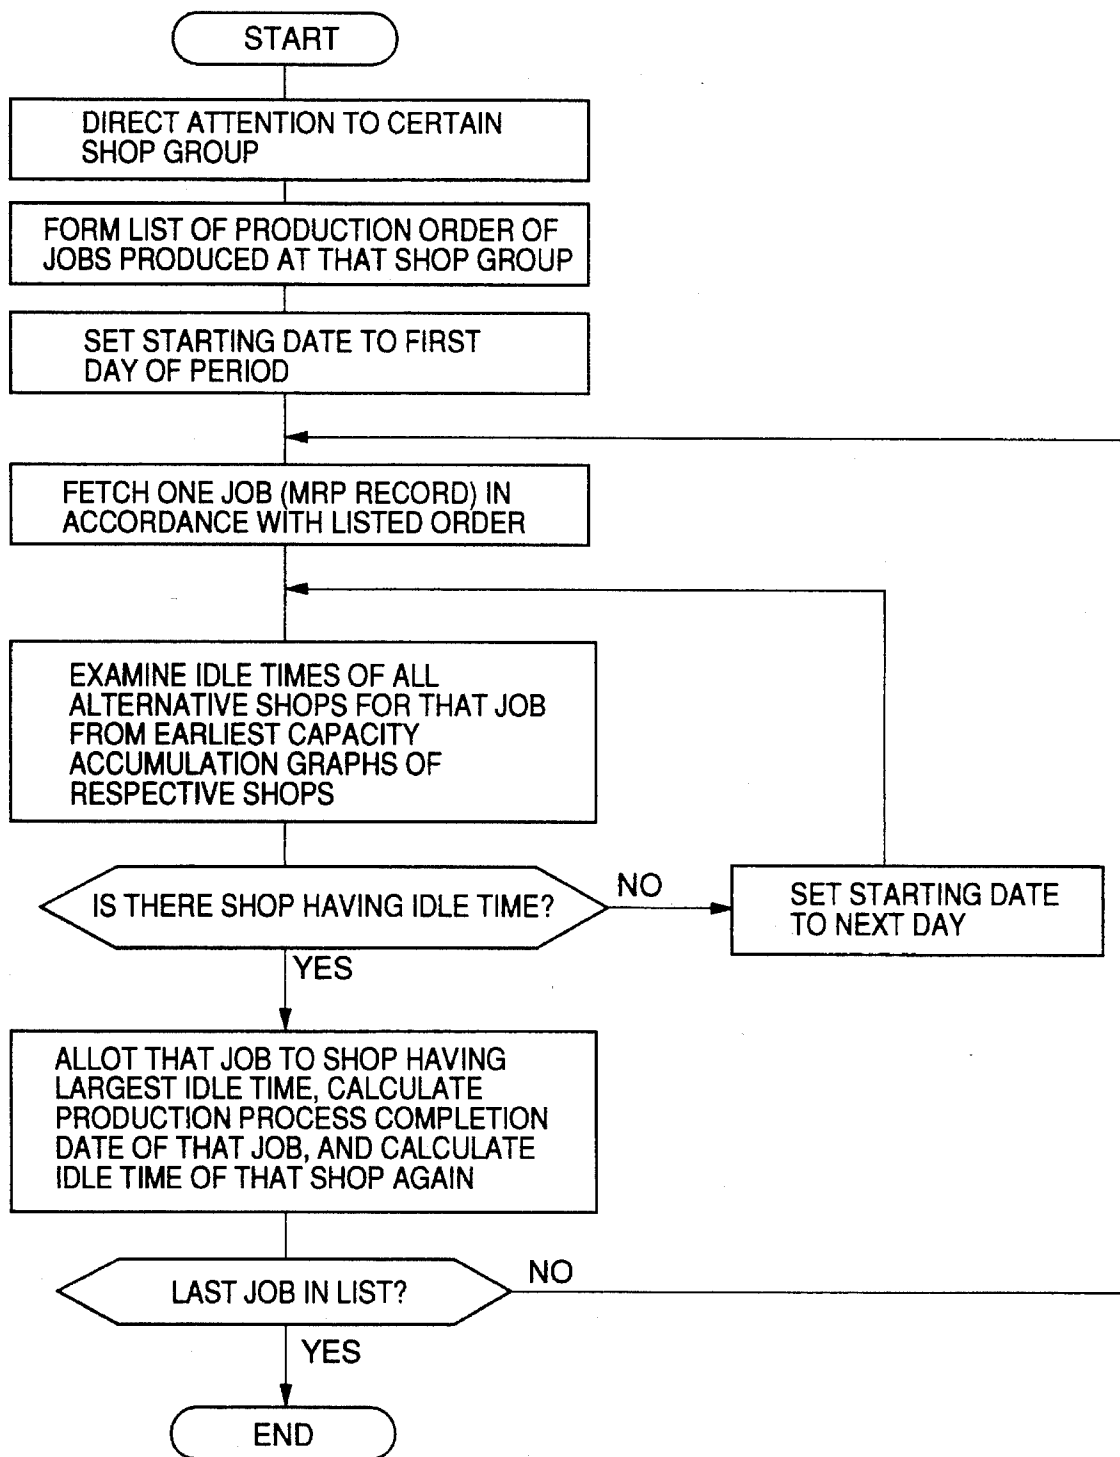 START
DIRECT ATTENTION TO CERTAIN
SHOP GROUP
FORM LIST OF PRODUCTION ORDER OF
JOBS PRODUCED AT THAT SHOP GROUP
SET STARTING DATE TO FIRST
DAY OF PERIOD
FETCH ONE JOB (MRP RECORD) IN
ACCORDANCE WITH LISTED ORDER
EXAMINE IDLE TIMES OF ALL
ALTERNATIVE SHOPS FOR THAT JOB
FROM EARLIEST CAPACITY
ACCUMULATION GRAPHS OF
RESPECTIVE SHOPS
IS THERE SHOP HAVING IDLE TIME?
NO
SET STARTING DATE
TO NEXT DAY
YES
ALLOT THAT JOB TO SHOP HAVING
LARGEST IDLE TIME, CALCULATE
PRODUCTION PROCESS COMPLETION
DATE OF THAT JOB, AND CALCULATE
IDLE TIME OF THAT SHOP AGAIN
LAST JOB IN LIST?
NO
YES
END